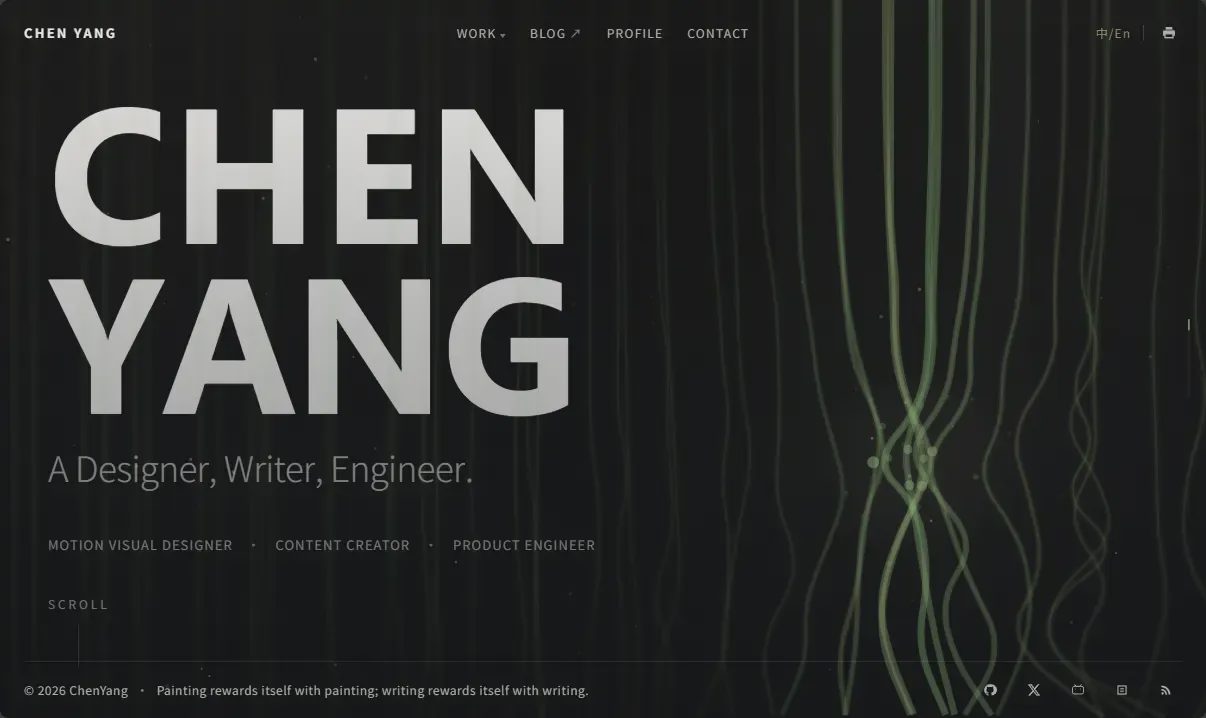 CHEN YANG
WORK
BLOG ↗
PROFILE
CONTACT
中/En
CHEN
YANG
A Designer, Writer, Engineer.
MOTION VISUAL DESIGNER • CONTENT CREATOR • PRODUCT ENGINEER
SCROLL
© 2026 ChenYang • Painting rewards itself with painting; writing rewards itself with writing.